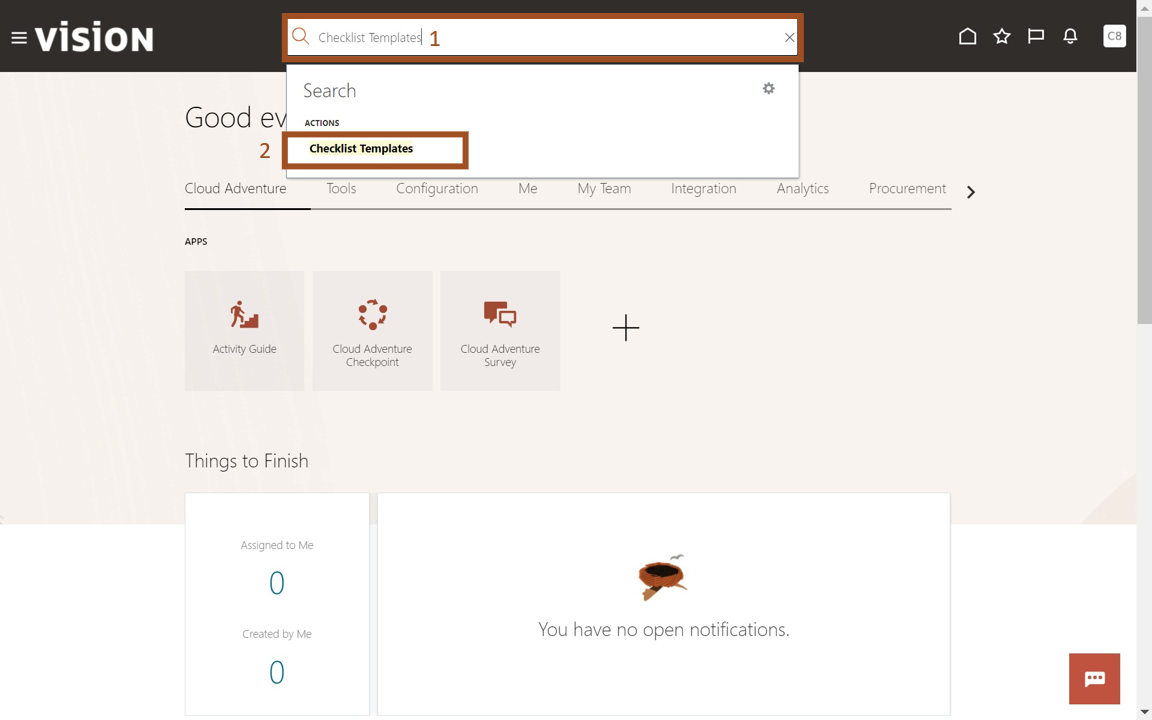 VISION
Checklist Templates 1
C8
Search
Good ev
ACTIONS
2 Checklist Templates
Cloud Adventure Tools Configuration Me My Team Integration Analytics Procurement
APPS
Activity Guide
Cloud Adventure
Checkpoint
Cloud Adventure
Survey
Things to Finish
Assigned to Me
0
Created by Me
0
You have no open notifications.